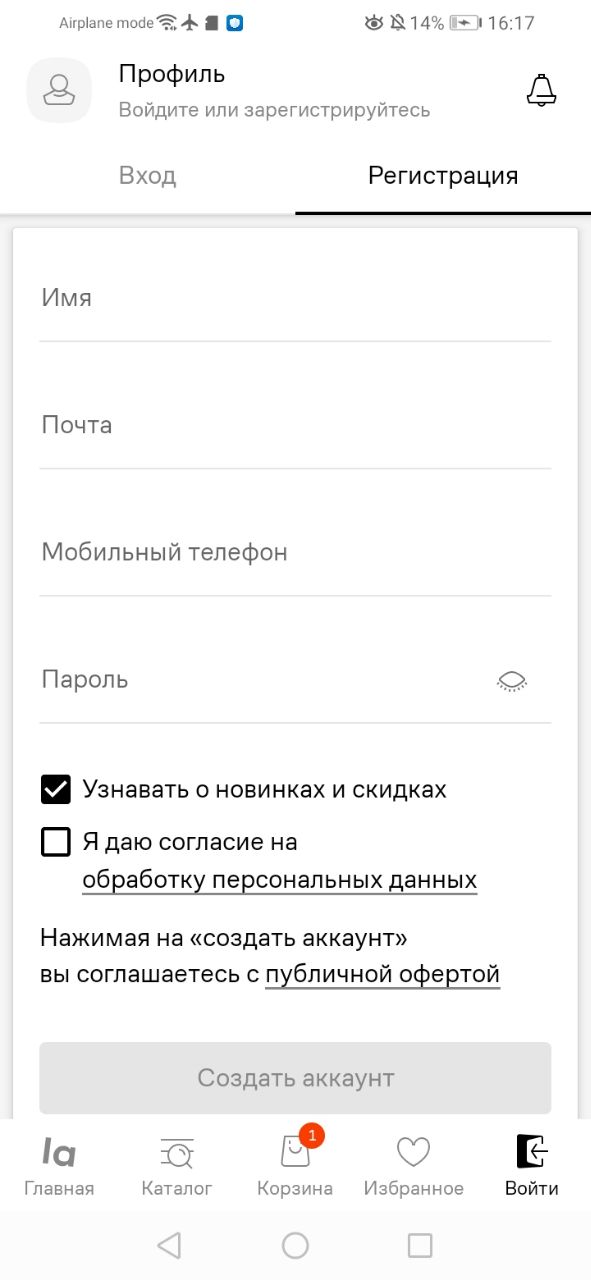 Airplane mode 14% 16:17
Профиль
Войдите или зарегистрируйтесь
Вход Регистрация
Имя
Почта
Мобильный телефон
Пароль
Узнавать о новинках и скидках
Я даю согласие на
обработку персональных данных
Нажимая на «создать аккаунт»
вы соглашаетесь с публичной офертой
Создать аккаунт
la 1
Главная Каталог Корзина Избранное Войти